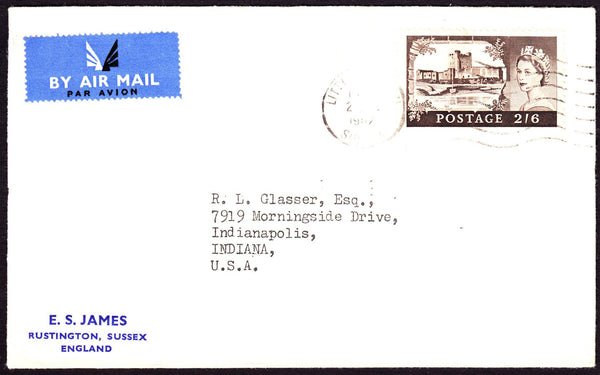 BY AIR MAIL
PAR AVION
POSTAGE 2/6
R. L. Glasser, Esq.,
7919 Morningside Drive,
Indianapolis,
INDIANA,
U.S.A.
E. S. JAMES
RUSTINGTON, SUSSEX
ENGLAND